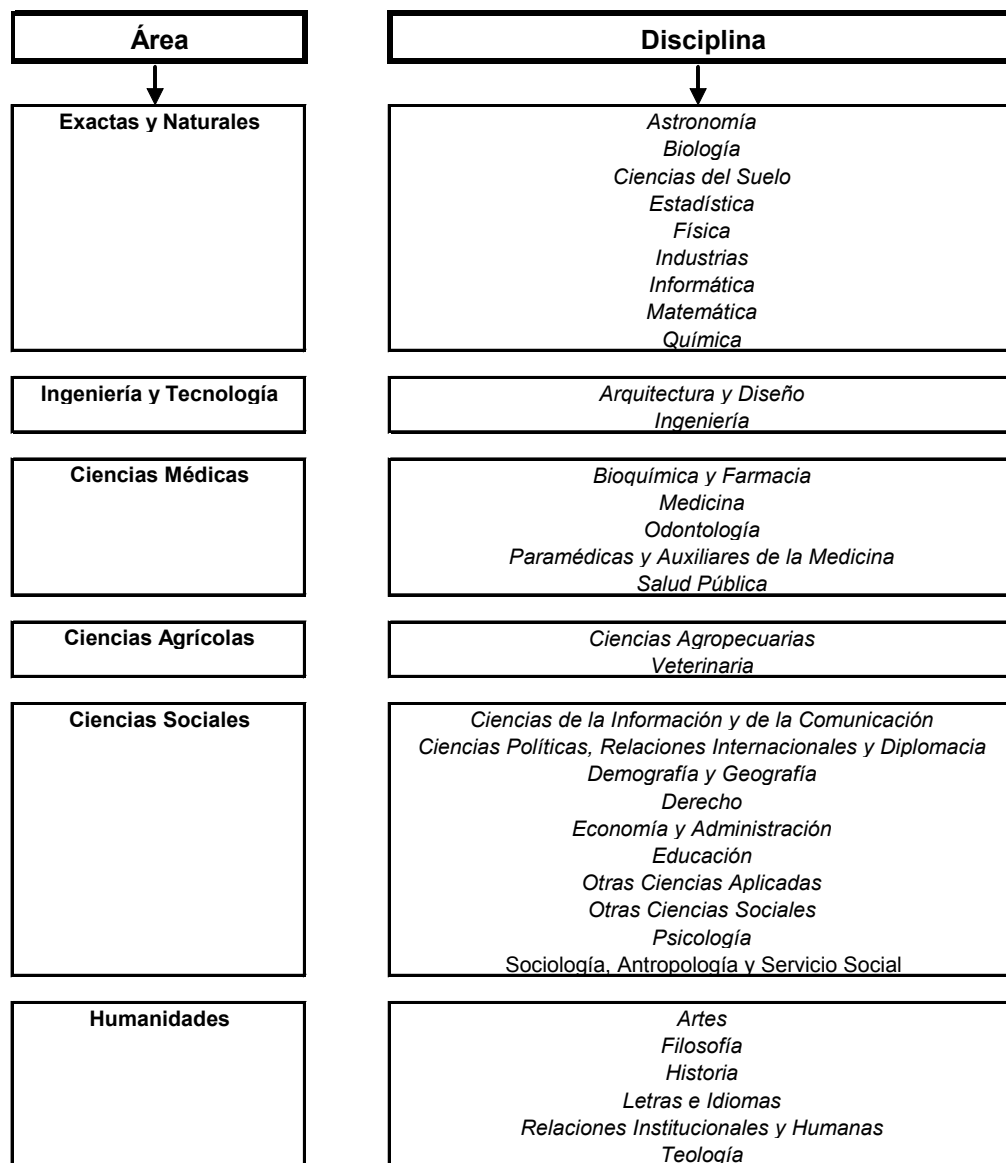 Área
Disciplina
Exactas y Naturales
Astronomía
Biología
Ciencias del Suelo
Estadística
Física
Industrias
Informática
Matemática
Química
Ingeniería y Tecnología
Arquitectura y Diseño
Ingeniería
Ciencias Médicas
Bioquímica y Farmacia
Medicina
Odontología
Paramédicas y Auxiliares de la Medicina
Salud Pública
Ciencias Agrícolas
Ciencias Agropecuarias
Veterinaria
Ciencias Sociales
Ciencias de la Información y de la Comunicación
Ciencias Políticas, Relaciones Internacionales y Diplomacia
Demografía y Geografía
Derecho
Economía y Administración
Educación
Otras Ciencias Aplicadas
Otras Ciencias Sociales
Psicología
Sociología, Antropología y Servicio Social
Humanidades
Artes
Filosofía
Historia
Letras e Idiomas
Relaciones Institucionales y Humanas
Teología